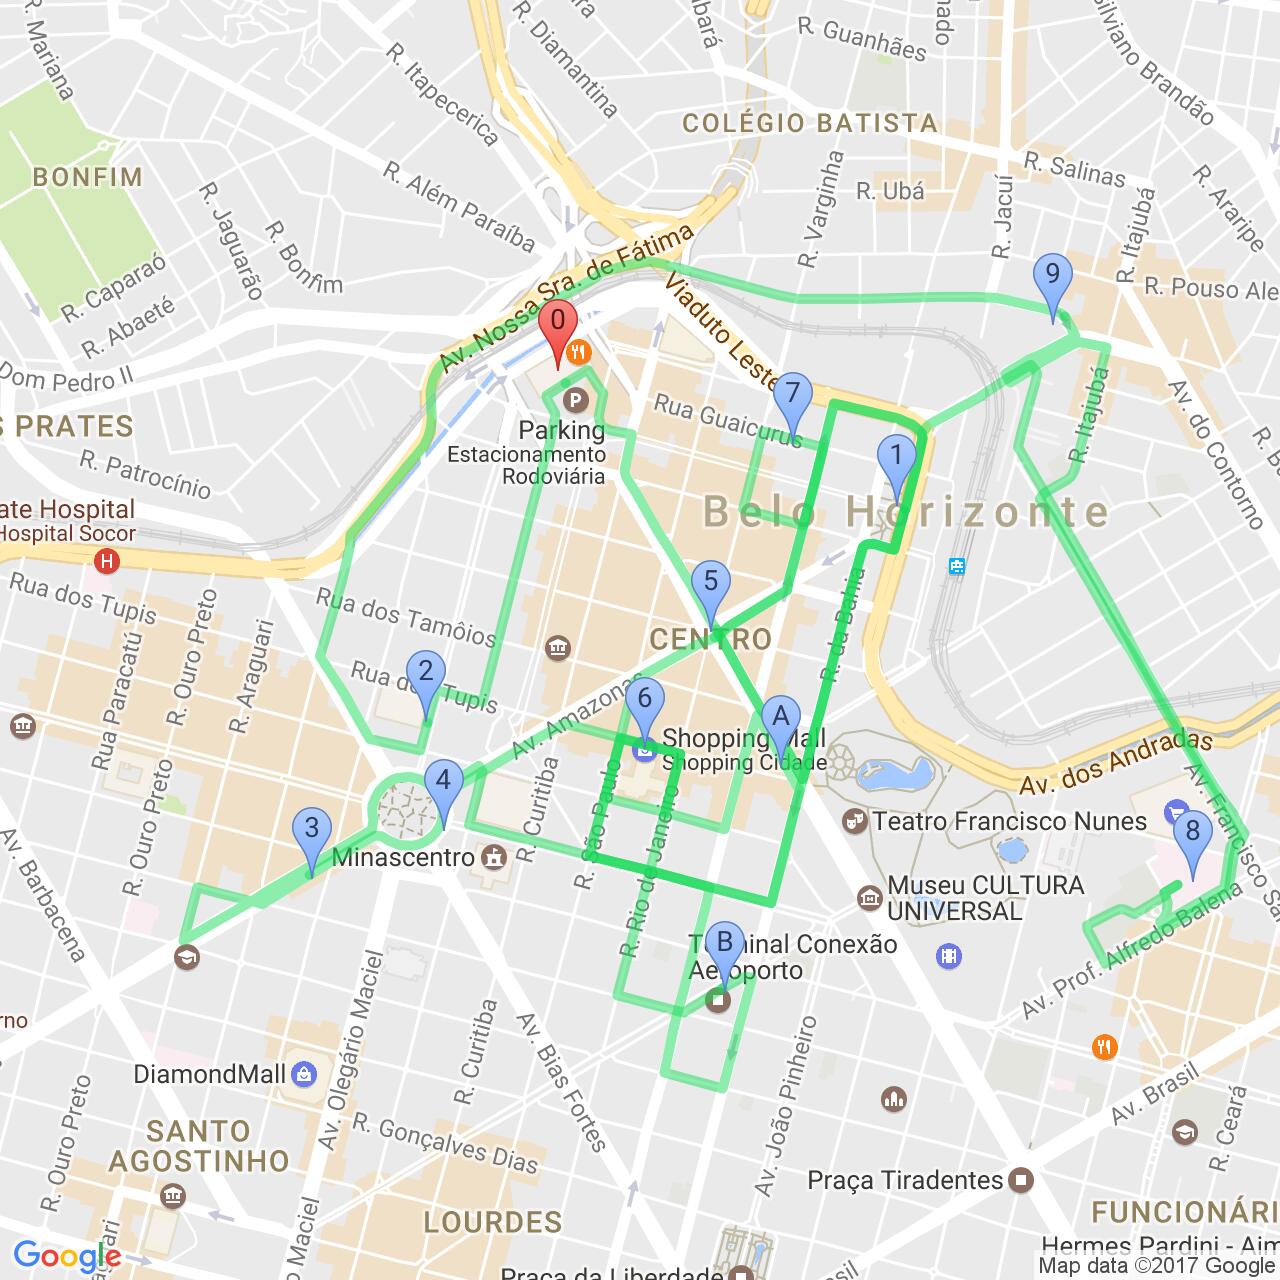 R. Mariana
R. Diamantina
R. Guanhães
R. Itapecerica
COLÉGIO BATISTA
Silviano Brandão
R. Salinas
BONFIM
R. Além Paraíba
R. Varginha
R. Ubá
R. Jacuí
R. Itajubá
R. Araripe
R. Jaguarão
R. Bonfim
R. Caparaó
R. Abaeté
Av. Nossa Sra. de Fátima
Viaduto Leste
R. Pouso Ale
9
0
Dom Pedro II
7
Rua Guaicurus
R. Itajubá
Av. do Contorno
S PRATES
P
Parking
Estacionamento
Rodoviária
R. Patrocínio
1
Belo Horizonte
ate Hospital
Hospital Socor
H
Rua dos Tupis
Rua dos Tamóios
R. Ouro Preto
R. Araguari
Rua Paracatú
5
CENTRO
R. da Bahia
2
6
A
Av. Amazonas
Shopping Mall
Shopping Cidade
Av. dos Andradas
R. Ouro Preto
R. Curitiba
R. São Paulo
R. Rio de Janeiro
4
3
Minascentro
Teatro Francisco Nunes
8
Av. Francisco Sa
Museu CULTURA
UNIVERSAL
Av. Barbacena
Av. Prof. Alfredo Balena
B
Terminal Conexão
Aeroporto
Av. Olegário Maciel
R. Curitiba
Av. Bias Fortes
Av. João Pinheiro
rno
DiamondMall
R. Ouro Preto
R. Gonçalves Dias
Av. Brasil
R. Ceará
SANTO
AGOSTINHO
Praça Tiradentes
LOURDES
FUNCIONÁRI
Hermes Pardini - Aim
Google
Praça da Liberdade
Map data ©2017 Google